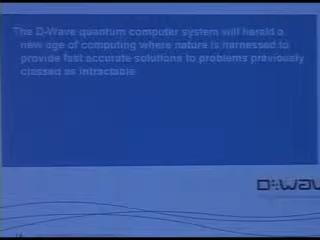 The D-Wave quantum computer system will herald a
new age of computing where nature is harnessed to
provide fast accurate solutions to problems previously
classed as intractable
D:wav